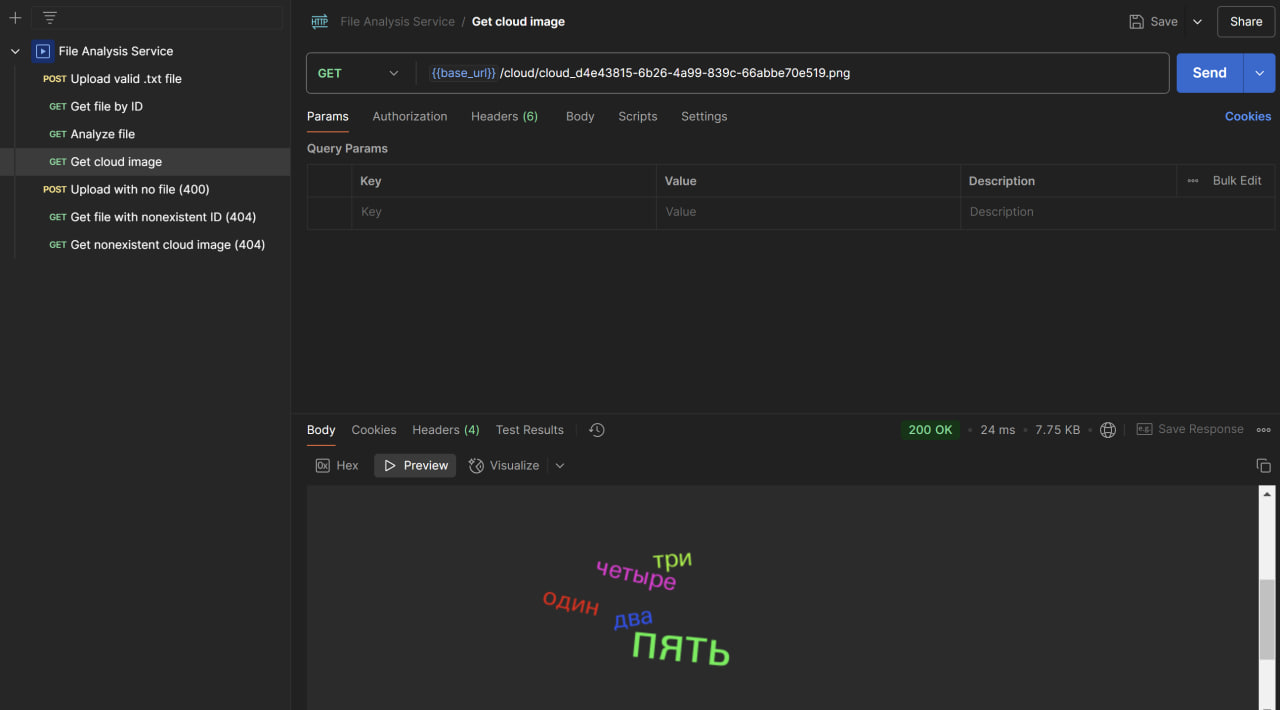 File Analysis Service / Get cloud image
Save
Share
File Analysis Service
POST Upload valid .txt file
GET Get file by ID
GET Analyze file
GET Get cloud image
POST Upload with no file (400)
GET Get file with nonexistent ID (404)
GET Get nonexistent cloud image (404)
GET
{{base_url}} /cloud/cloud_d4e43815-6b26-4a99-839c-66abbe70e519.png
Send
Params Authorization Headers (6) Body Scripts Settings
Cookies
Query Params
Key Value Description
Bulk Edit
Key Value Description
Body Cookies Headers (4) Test Results
200 OK • 24 ms • 7.75 KB
Save Response
Hex Preview Visualize
три
четыре
один
два
пять